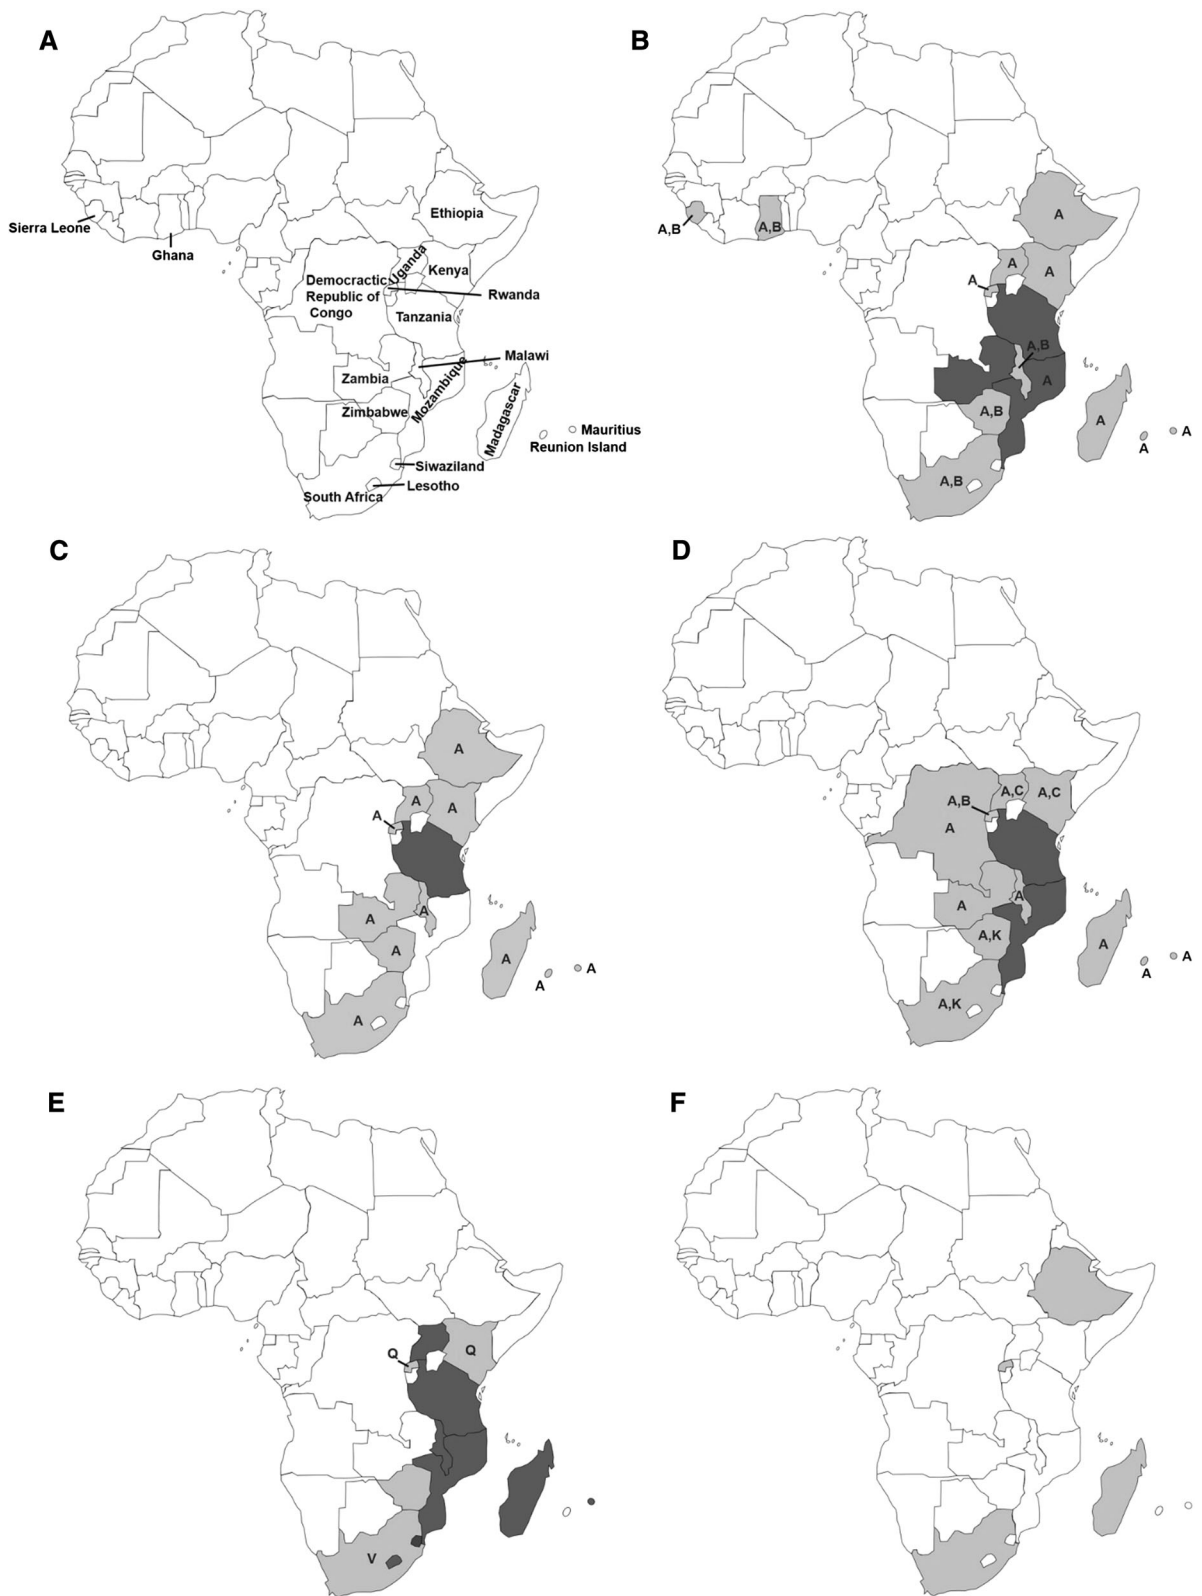 A
Sierra Leone
Ghana
Ethiopia
Uganda
Kenya
Democractic
Republic of
Congo
Rwanda
Tanzania
Malawi
Zambia
Mozambique
Zimbabwe
Madagascar
Mauritius
Reunion Island
Siwaziland
Lesotho
South Africa
B
A,B
A,B
A
A
A
A
A,B
A
A,B
A
A
A
A,B
C
A
A
A
A
A
A
A
A
A
A
A
D
A,B
A,C
A,C
A
A
A
A,K
A
A
A
A,K
E
Q
Q
V
F